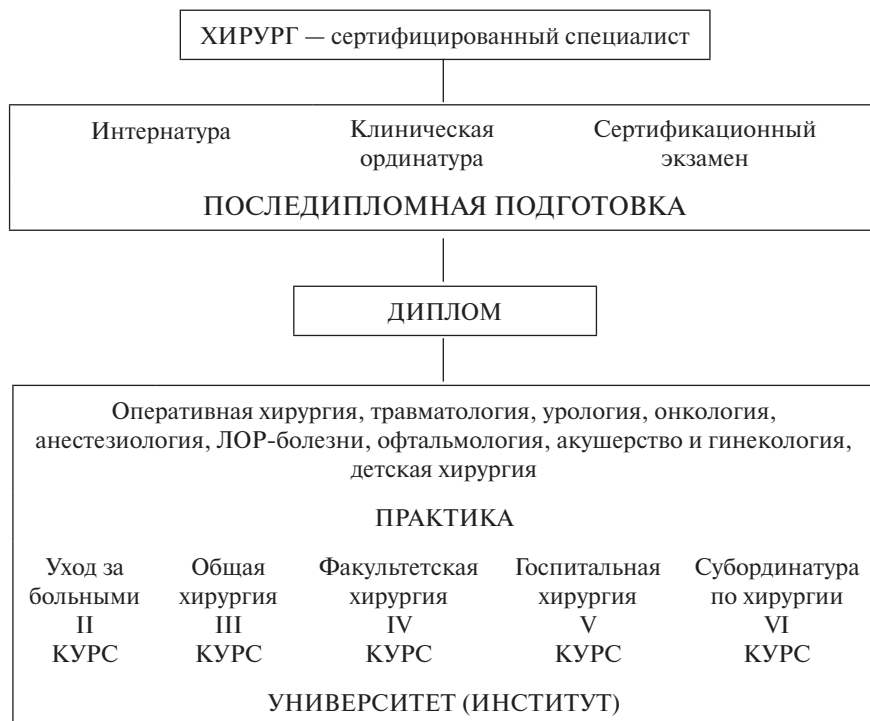 ХИРУРГ — сертифицированный специалист
Интернатура
Клиническая
ординатура
Сертификационный
экзамен
ПОСЛЕДИПЛОМНАЯ ПОДГОТОВКА
ДИПЛОМ
Оперативная хирургия, травматология, урология, онкология,
анестезиология, ЛОР-болезни, офтальмология, акушерство и гинекология,
детская хирургия
ПРАКТИКА
Уход за
больными
II
КУРС
Общая
хирургия
III
КУРС
Факультетская
хирургия
IV
КУРС
Госпитальная
хирургия
V
КУРС
Субординатура
по хирургии
VI
КУРС
УНИВЕРСИТЕТ (ИНСТИТУТ)